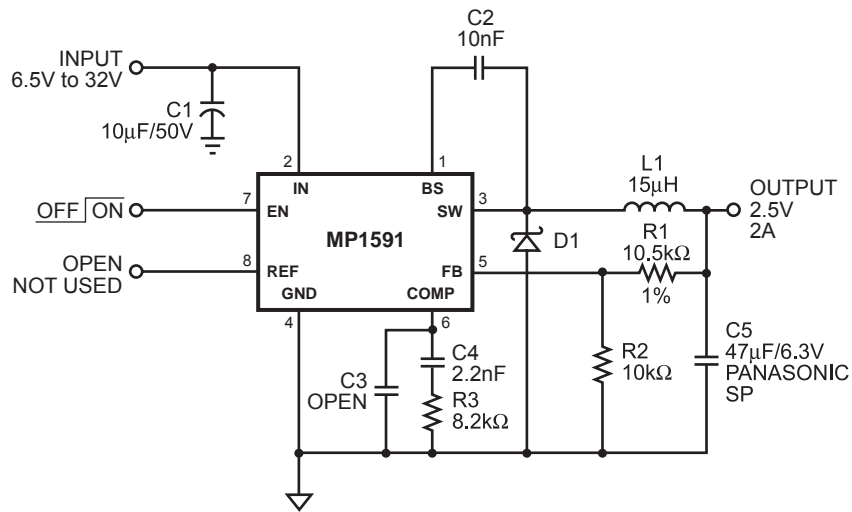 C2
10nF
INPUT
6.5V to 32V
C1
10µF/50V
2
1
IN
BS
L1
15µH
OUTPUT
2.5V
2A
7
3
OFF ON
EN
SW
MP1591
D1
R1
10.5kΩ
1%
OPEN
NOT USED
8
REF
FB
5
GND
COMP
4
6
C3
OPEN
C4
2.2nF
R3
8.2kΩ
R2
10kΩ
C5
47µF/6.3V
PANASONIC
SP